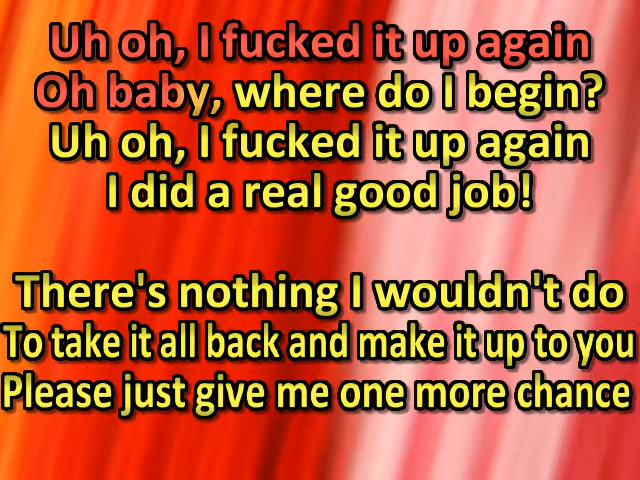 Uh oh, I fucked it up again
Oh baby, where do I begin?
Uh oh, I fucked it up again
I did a real good job!
There's nothing I wouldn't do
To take it all back and make it up to you
Please just give me one more chance